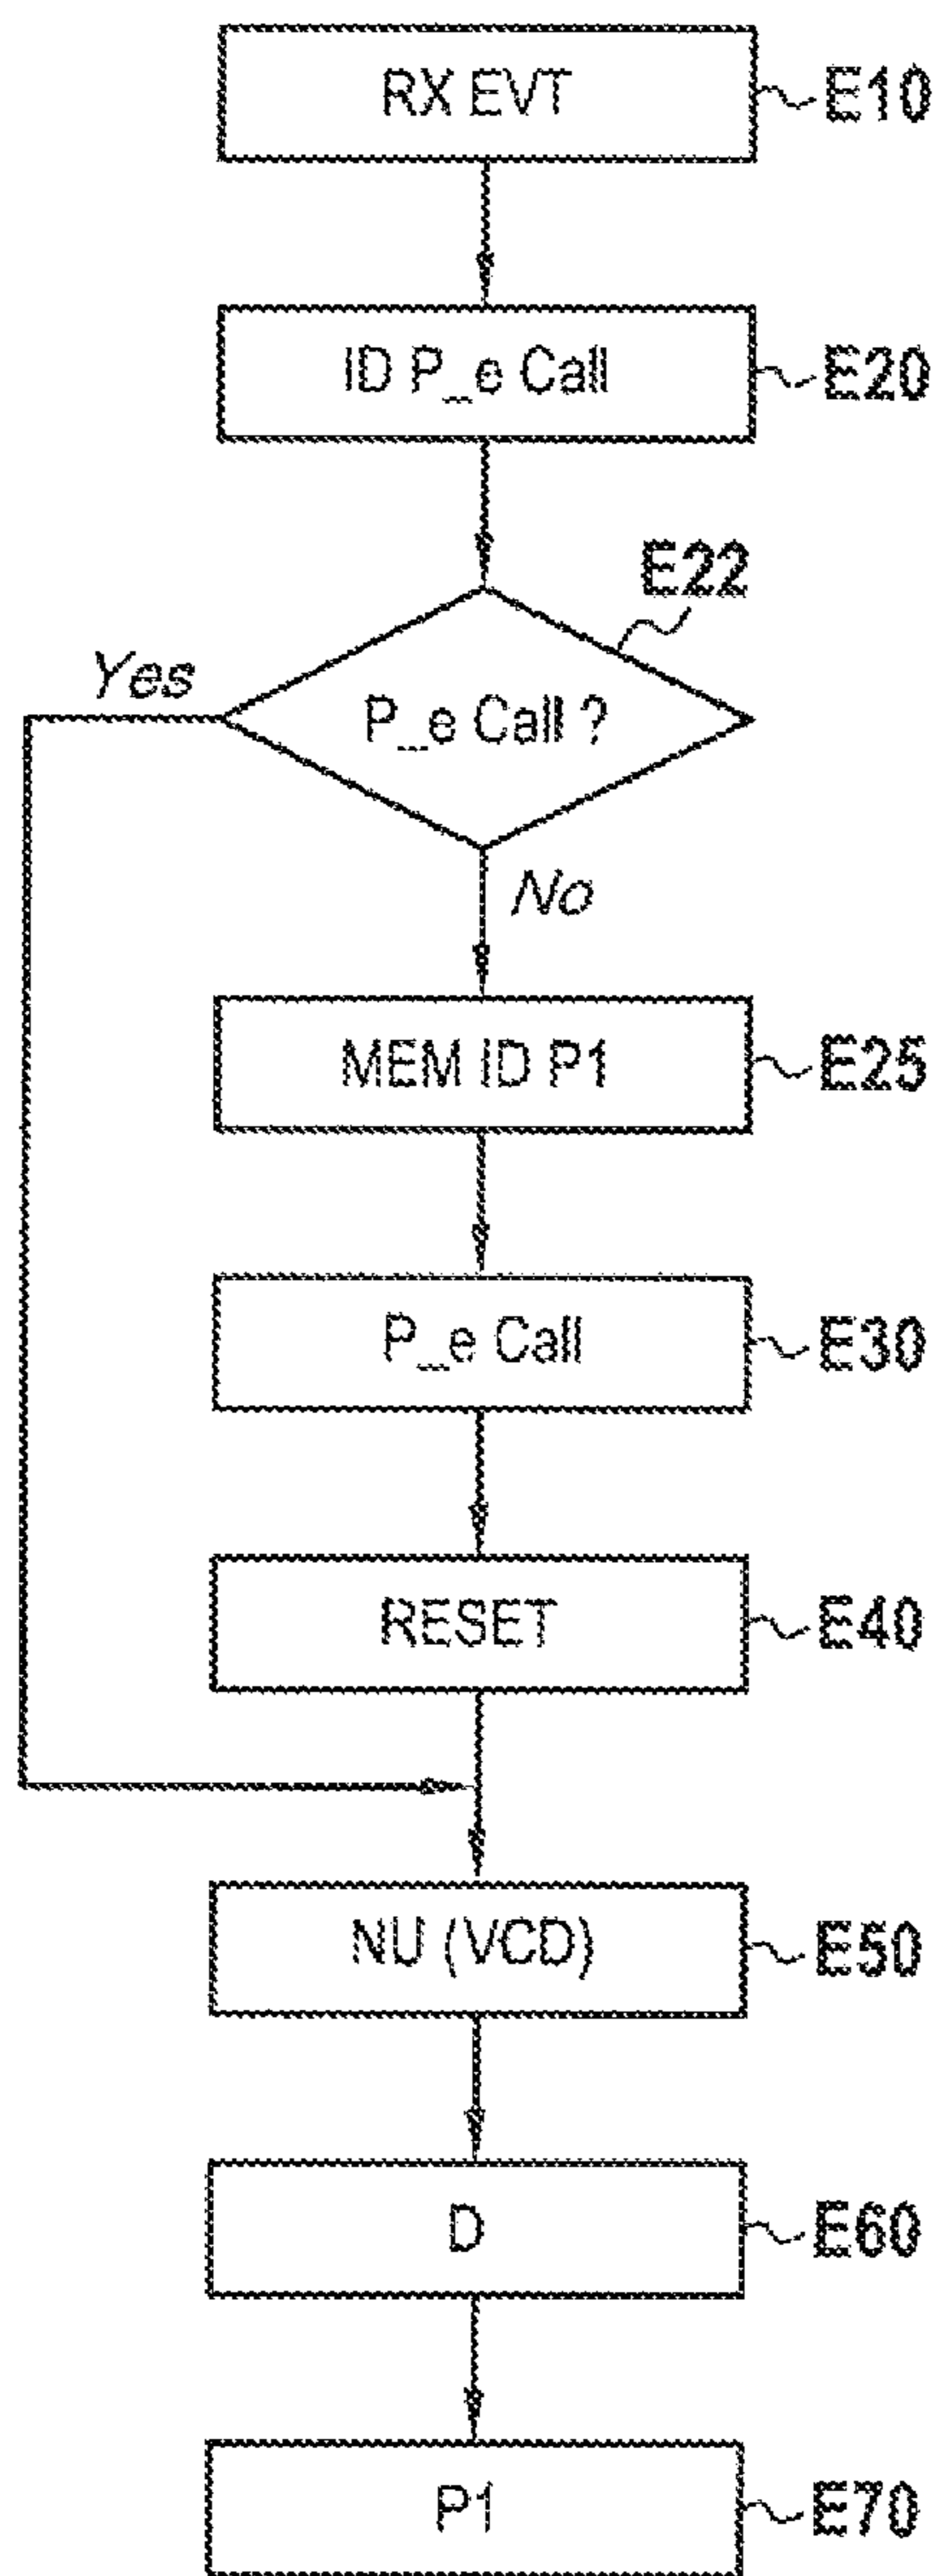 RX EVT E10
ID P_e Call E20
E22
Yes
P_e Call ?
No
MEM ID P1 E25
P_e Call E30
RESET E40
NU (VCD) E50
D E60
P1 E70